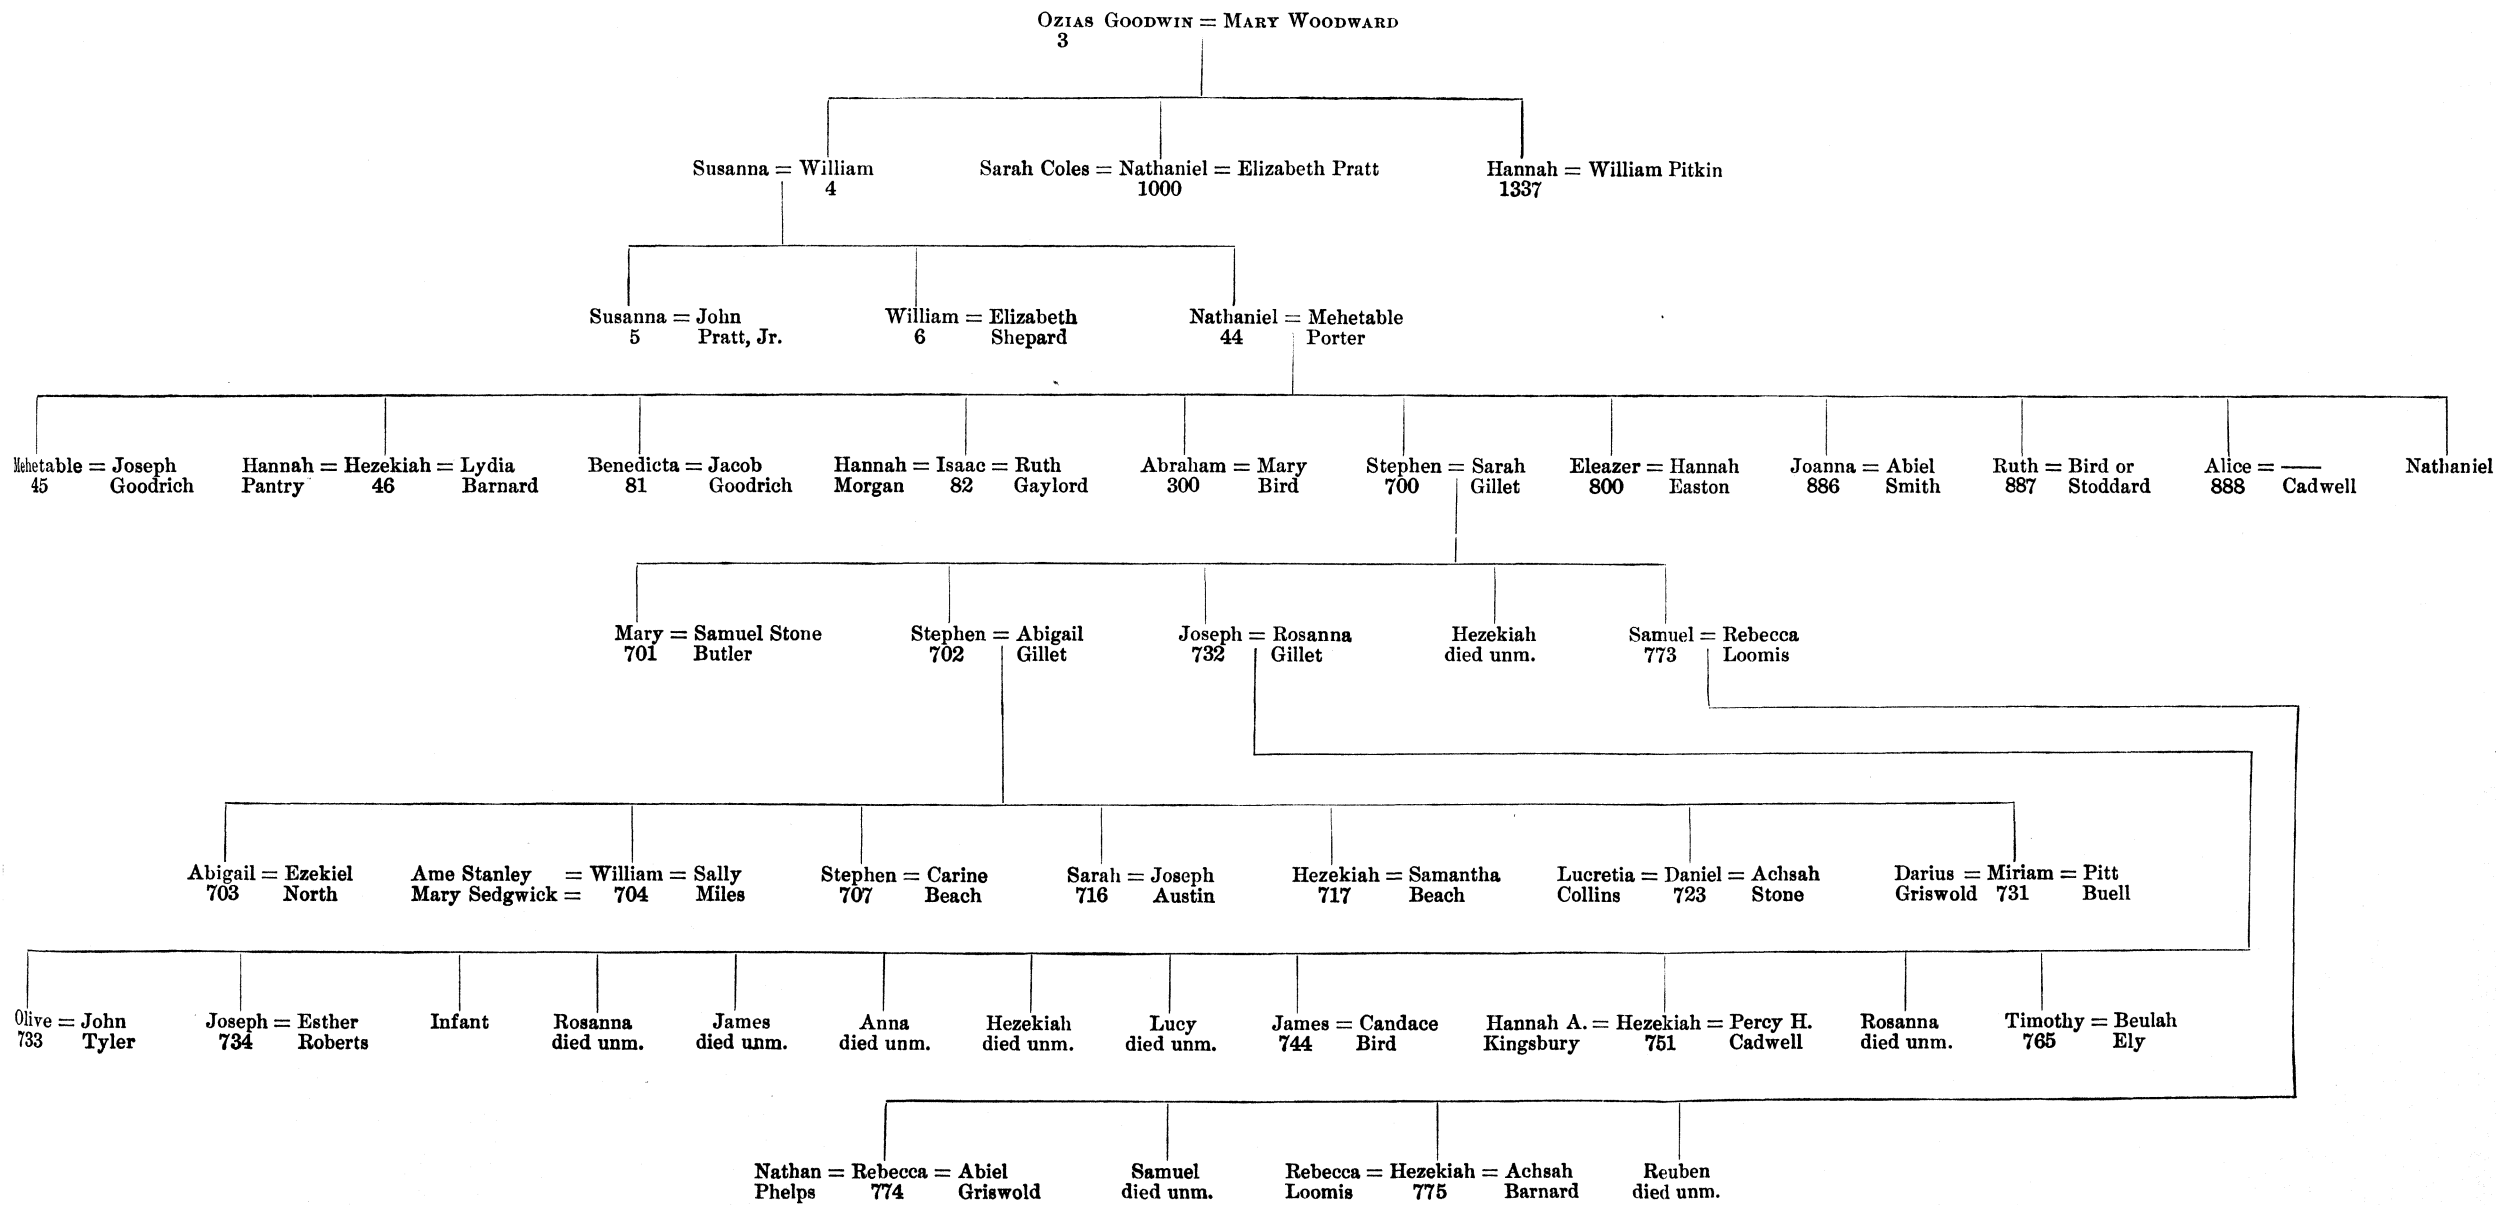 Ozias Goodwin = Mary Woodward
3
Susanna = William Sarah Coles = Nathaniel = Elizabeth Pratt Hannah = William Pitkin
4 1000 1337
Susanna = John William = Elizabeth Nathaniel = Mehetable
5 Pratt, Jr. 6 Shepard 44 Porter
Mehetable = Joseph Hannah = Hezekiah = Lydia Benedicta = Jacob Hannah = Isaac = Ruth Abraham = Mary Stephen = Sarah Eleazer = Hannah Joanna = Abiel Ruth = Bird or Alice = —— Nathaniel
45 Goodrich Pantry 46 Barnard 81 Goodrich Morgan 82 Gaylord 300 Bird 700 Gillet 800 Easton 886 Smith 887 Stoddard 888 Cadwell
Mary = Samuel Stone Stephen = Abigail Joseph = Rosanna Hezekiah Samuel = Rebecca
701 Butler 702 Gillet 732 Gillet died unm. 773 Loomis
Abigail = Ezekiel Ame Stanley = William = Sally Stephen = Carine Sarah = Joseph Hezekiah = Samantha Lucretia = Daniel = Achsah Darius = Miriam = Pitt
703 North Mary Sedgwick = 704 Miles 707 Beach 716 Austin 717 Beach Collins 723 Stone Griswold 731 Buell
Olive = John Joseph = Esther Infant Rosanna James Anna Hezekiah Lucy James = Candace Hannah A. = Hezekiah = Percy H. Rosanna Timothy = Beulah
733 Tyler 734 Roberts died unm. died unm. died unm. died unm. died unm. 744 Bird Kingsbury 751 Cadwell died unm. 765 Ely
Nathan = Rebecca = Abiel Samuel Rebecca = Hezekiah = Achsah Reuben
Phelps 774 Griswold died unm. Loomis 775 Barnard died unm.